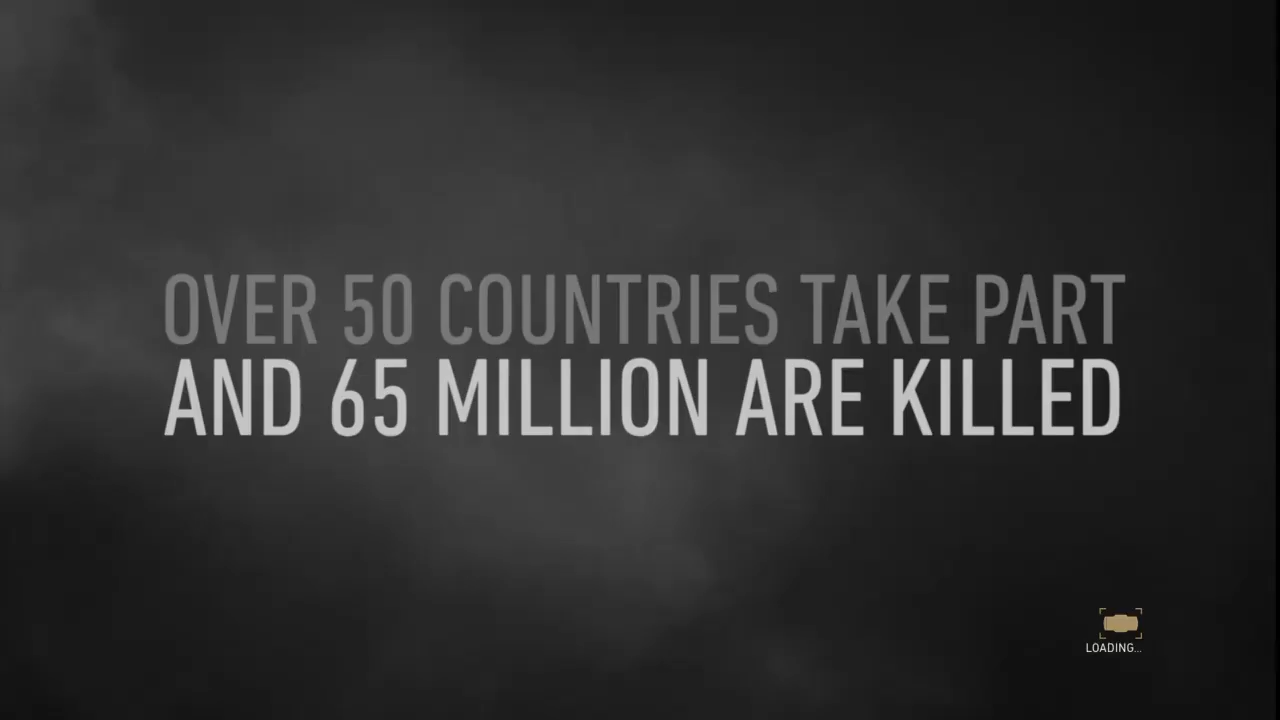 OVER 50 COUNTRIES TAKE PART
AND 65 MILLION ARE KILLED
LOADING...